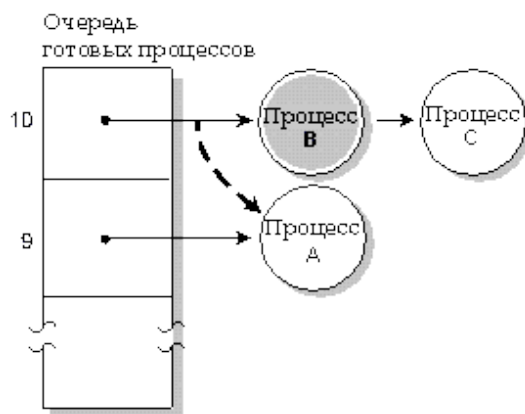 Очередь
готовых процессов
10
Процесс
B
Процесс
C
9
Процесс
A